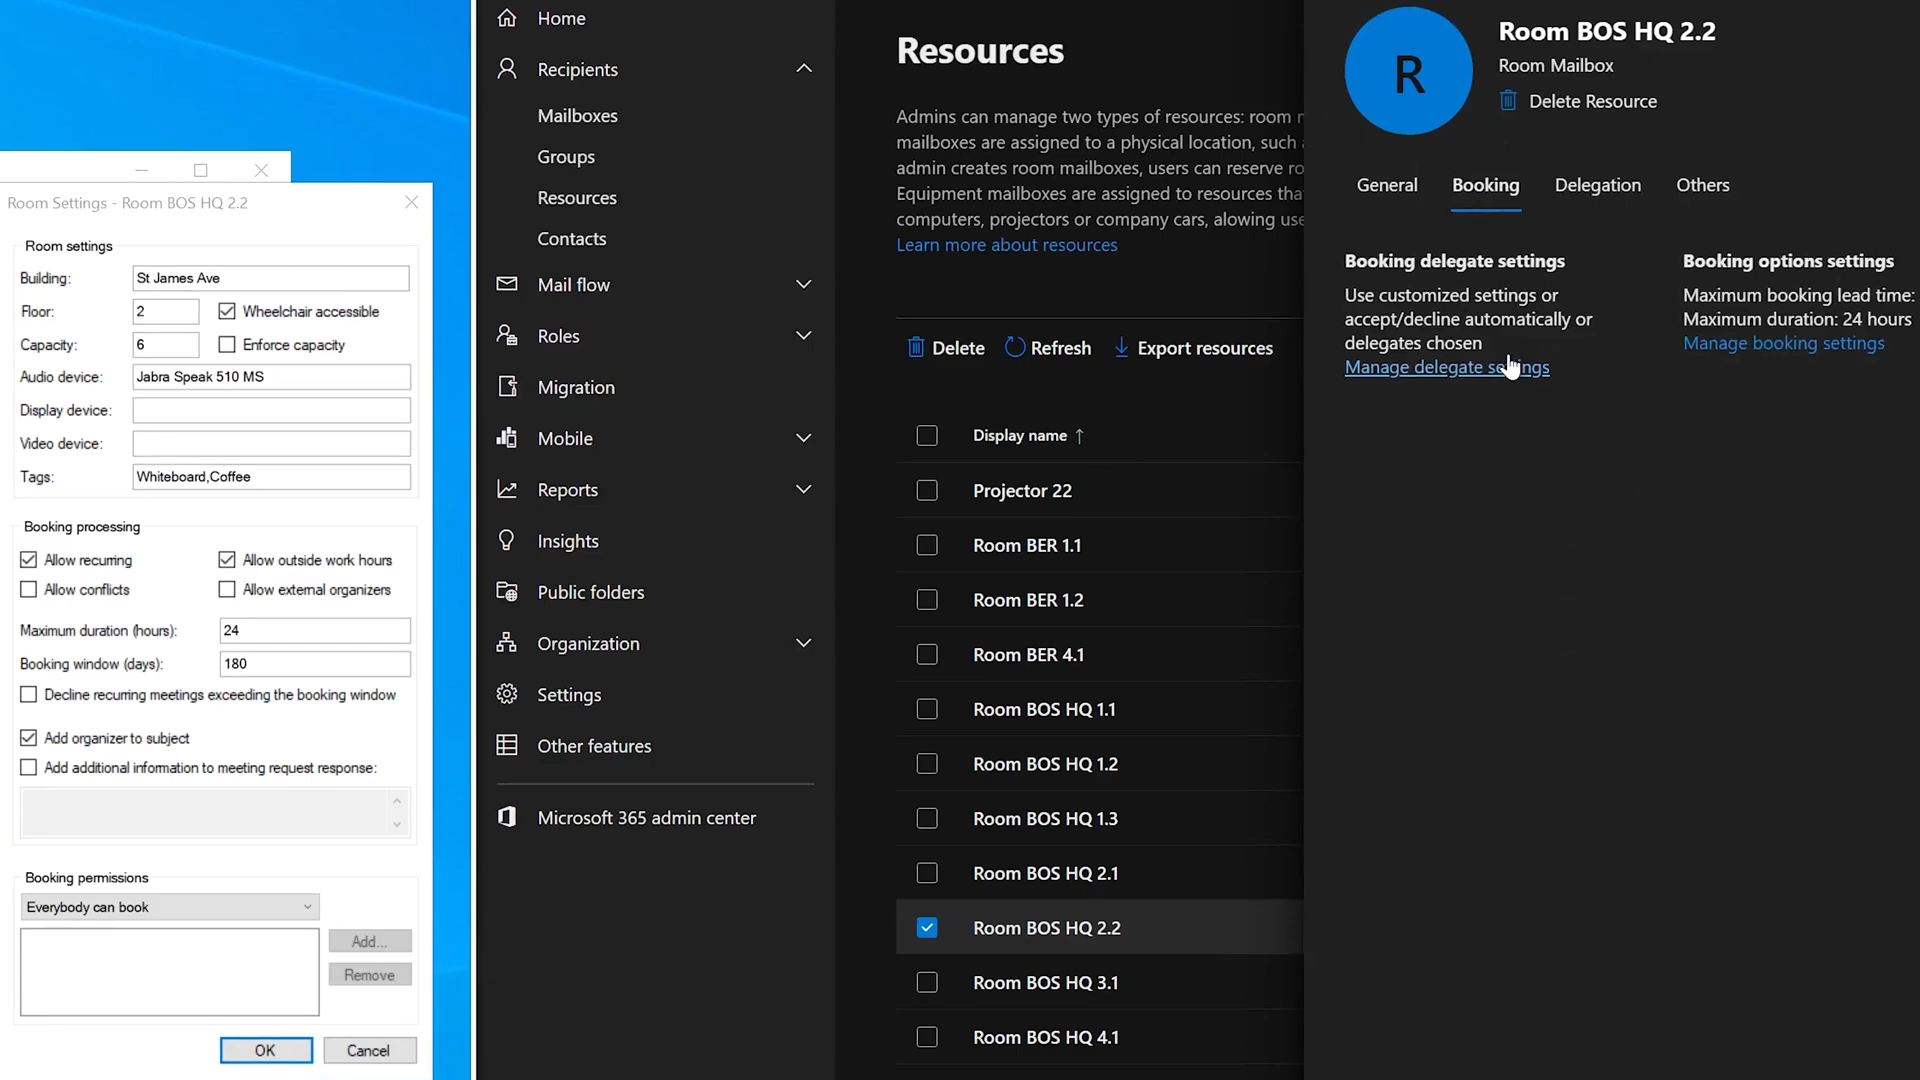 Room Settings - Room BOS HQ 2.2
Room settings
Building:
St James Ave
Floor:
2
Wheelchair accessible
Capacity:
6
Enforce capacity
Audio device:
Jabra Speak 510 MS
Display device:
Video device:
Tags:
Whiteboard,Coffee
Booking processing
Allow recurring
Allow outside work hours
Allow conflicts
Allow external organizers
Maximum duration (hours):
24
Booking window (days):
180
Decline recurring meetings exceeding the booking window
Add organizer to subject
Add additional information to meeting request response:
Booking permissions
Everybody can book
Add...
Remove
OK
Cancel
Home
Recipients
Mailboxes
Groups
Resources
Contacts
Mail flow
Roles
Migration
Mobile
Reports
Insights
Public folders
Organization
Settings
Other features
Microsoft 365 admin center
Resources
Admins can manage two types of resources: room
mailboxes are assigned to a physical location, such
admin creates room mailboxes, users can reserve
Equipment mailboxes are assigned to resources
computers, projectors or company cars, alowing
Learn more about resources
Delete
Refresh
Export resources
Display name ↑
Projector 22
Room BER 1.1
Room BER 1.2
Room BER 4.1
Room BOS HQ 1.1
Room BOS HQ 1.2
Room BOS HQ 1.3
Room BOS HQ 2.1
Room BOS HQ 2.2
Room BOS HQ 3.1
Room BOS HQ 4.1
R
Room BOS HQ 2.2
Room Mailbox
Delete Resource
General
Booking
Delegation
Others
Booking delegate settings
Use customized settings or
accept/decline automatically or
delegates chosen
Manage delegate settings
Booking options settings
Maximum booking lead time:
Maximum duration: 24 hours
Manage booking settings